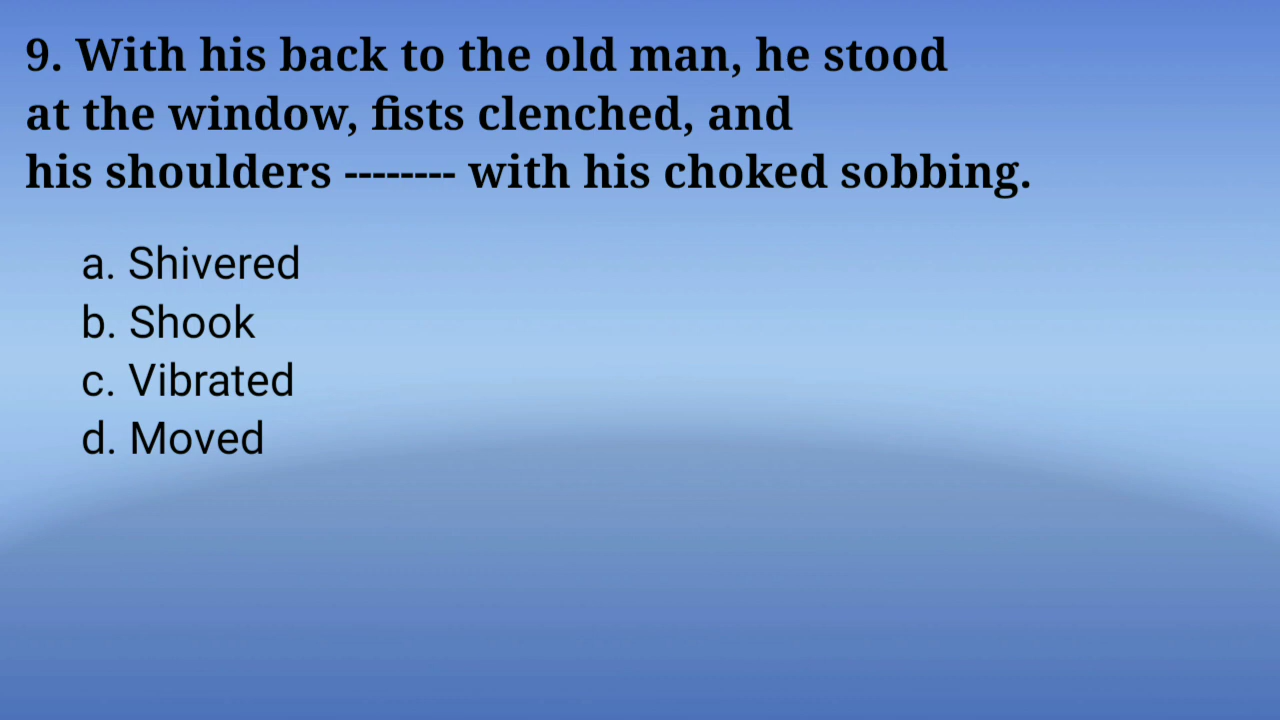 9. With his back to the old man, he stood
at the window, fists clenched, and
his shoulders -------- with his choked sobbing.
a. Shivered
b. Shook
c. Vibrated
d. Moved